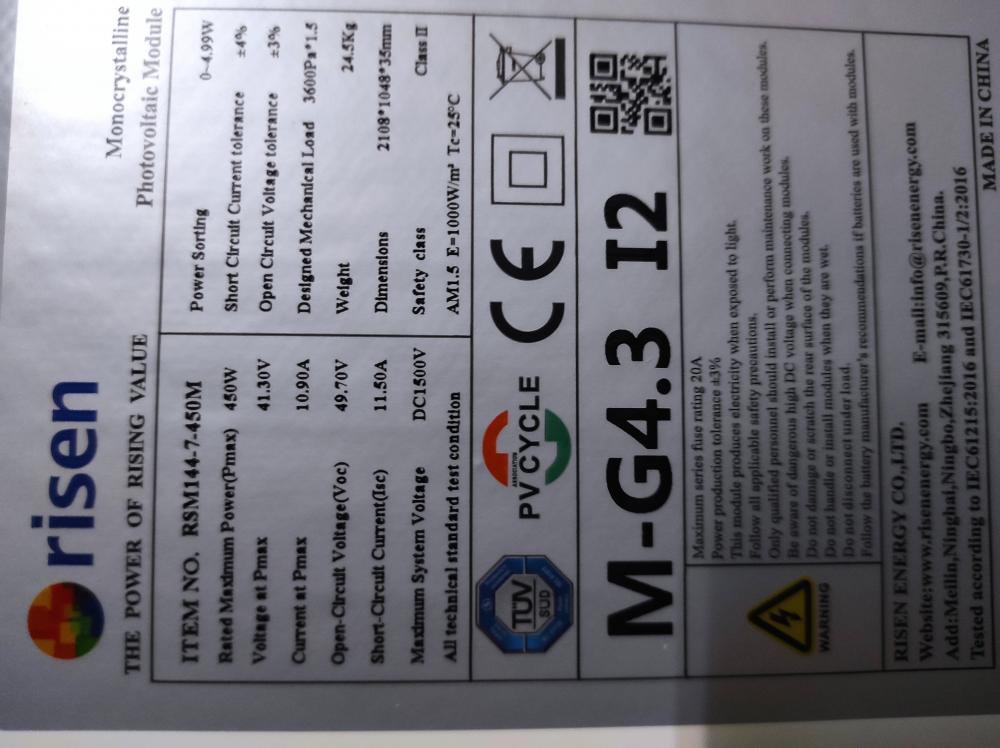 risen
THE POWER OF RISING VALUE
Monocrystalline
Photovoltaic Module
ITEM NO. RSM144-7-450M
Rated Maximum Power(Pmax) 450W
Voltage at Pmax 41.30V
Current at Pmax 10.90A
Open-Circuit Voltage(Voc) 49.70V
Short-Circuit Current(Isc) 11.50A
Maximum System Voltage DC1500V
All technical standard test condition
Power Sorting 0~4.99W
Short Circuit Current tolerance ±4%
Open Circuit Voltage tolerance ±3%
Designed Mechanical Load 3600Pa*1.5
Weight 24.5Kg
Dimensions 2108*1048*35mm
Safety class Class II
AM1.5 E=1000W/m² Tc=25°C
TÜV
SÜD
ASSOCIATION
PV CYCLE
CE
M-G4.3 I2
WARNING
Maximum series fuse rating 20A
Power production tolerance ±3%
This module produces electricity when exposed to light.
Follow all applicable safety precautions.
Only qualified personnel should install or perform maintenance work on these modules.
Be aware of dangerous high DC voltage when connecting modules.
Do not damage or scratch the rear surface of the modules.
Do not handle or install modules when they are wet.
Do not disconnect under load.
Follow the battery manufacturer's recommendations if batteries are used with modules.
RISEN ENERGY CO.,LTD.
Website:www.risenenergy.com E-mail:info@risenenergy.com
Add:Meilin,Ninghai,Ningbo,Zhejiang 315609,P.R.China.
Tested according to IEC61215:2016 and IEC61730-1/2:2016
MADE IN CHINA